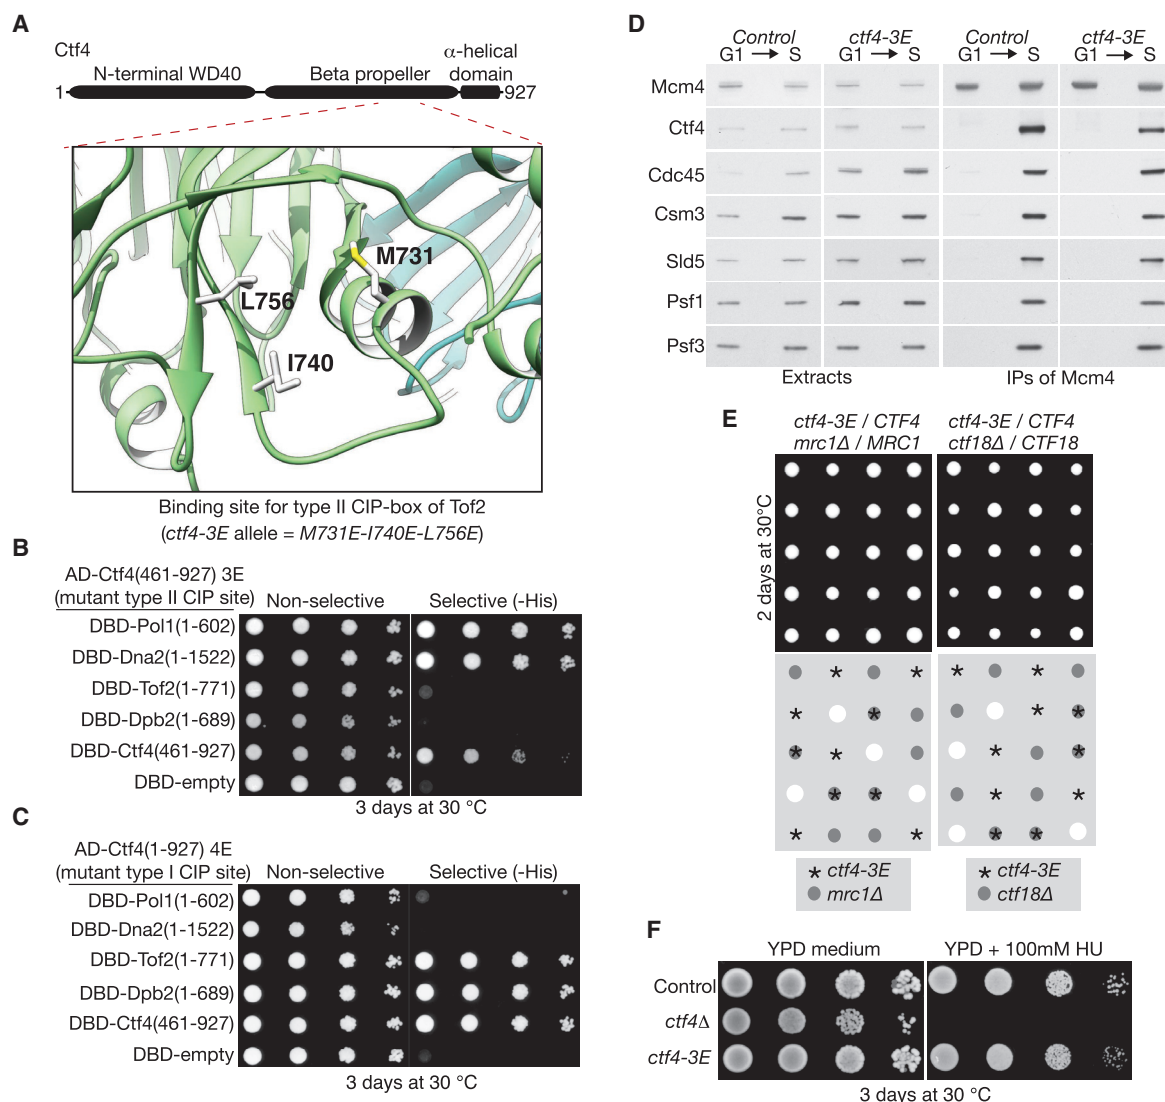 A
Ctf4
N-terminal WD40
Beta propeller
α-helical
domain
1
927
M731
L756
I740
Binding site for type II CIP-box of Tof2
(ctf4-3E allele = M731E-I740E-L756E)
B
AD-Ctf4(461-927) 3E
(mutant type II CIP site)
Non-selective
Selective (-His)
DBD-Pol1(1-602)
DBD-Dna2(1-1522)
DBD-Tof2(1-771)
DBD-Dpb2(1-689)
DBD-Ctf4(461-927)
DBD-empty
3 days at 30 °C
C
AD-Ctf4(1-927) 4E
(mutant type I CIP site)
Non-selective
Selective (-His)
DBD-Pol1(1-602)
DBD-Dna2(1-1522)
DBD-Tof2(1-771)
DBD-Dpb2(1-689)
DBD-Ctf4(461-927)
DBD-empty
3 days at 30 °C
D
Control ctf4-3E Control ctf4-3E
G1 → S G1 → S G1 → S G1 → S
Mcm4
Ctf4
Cdc45
Csm3
Sld5
Psf1
Psf3
Extracts
IPs of Mcm4
E
ctf4-3E / CTF4
mrc1Δ / MRC1
ctf4-3E / CTF4
ctf18Δ / CTF18
2 days at 30°C
* ctf4-3E
mrc1Δ
* ctf4-3E
ctf18Δ
F
YPD medium
YPD + 100mM HU
Control
ctf4Δ
ctf4-3E
3 days at 30 °C